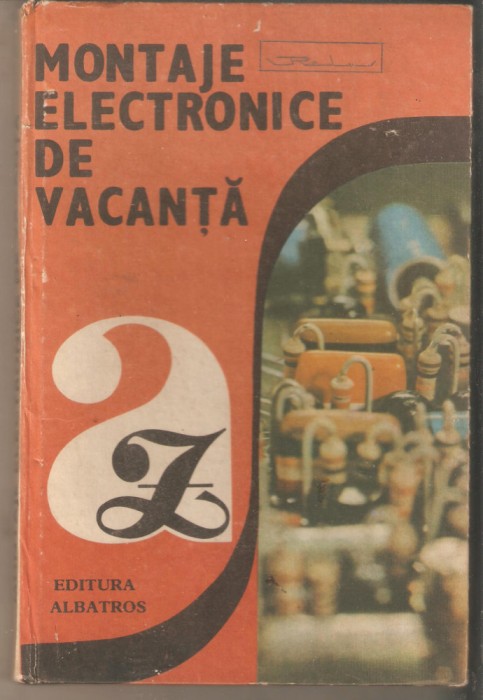 MONTAJE
ELECTRONICE
DE
VACANȚĂ
a
Z
EDITURA
ALBATROS